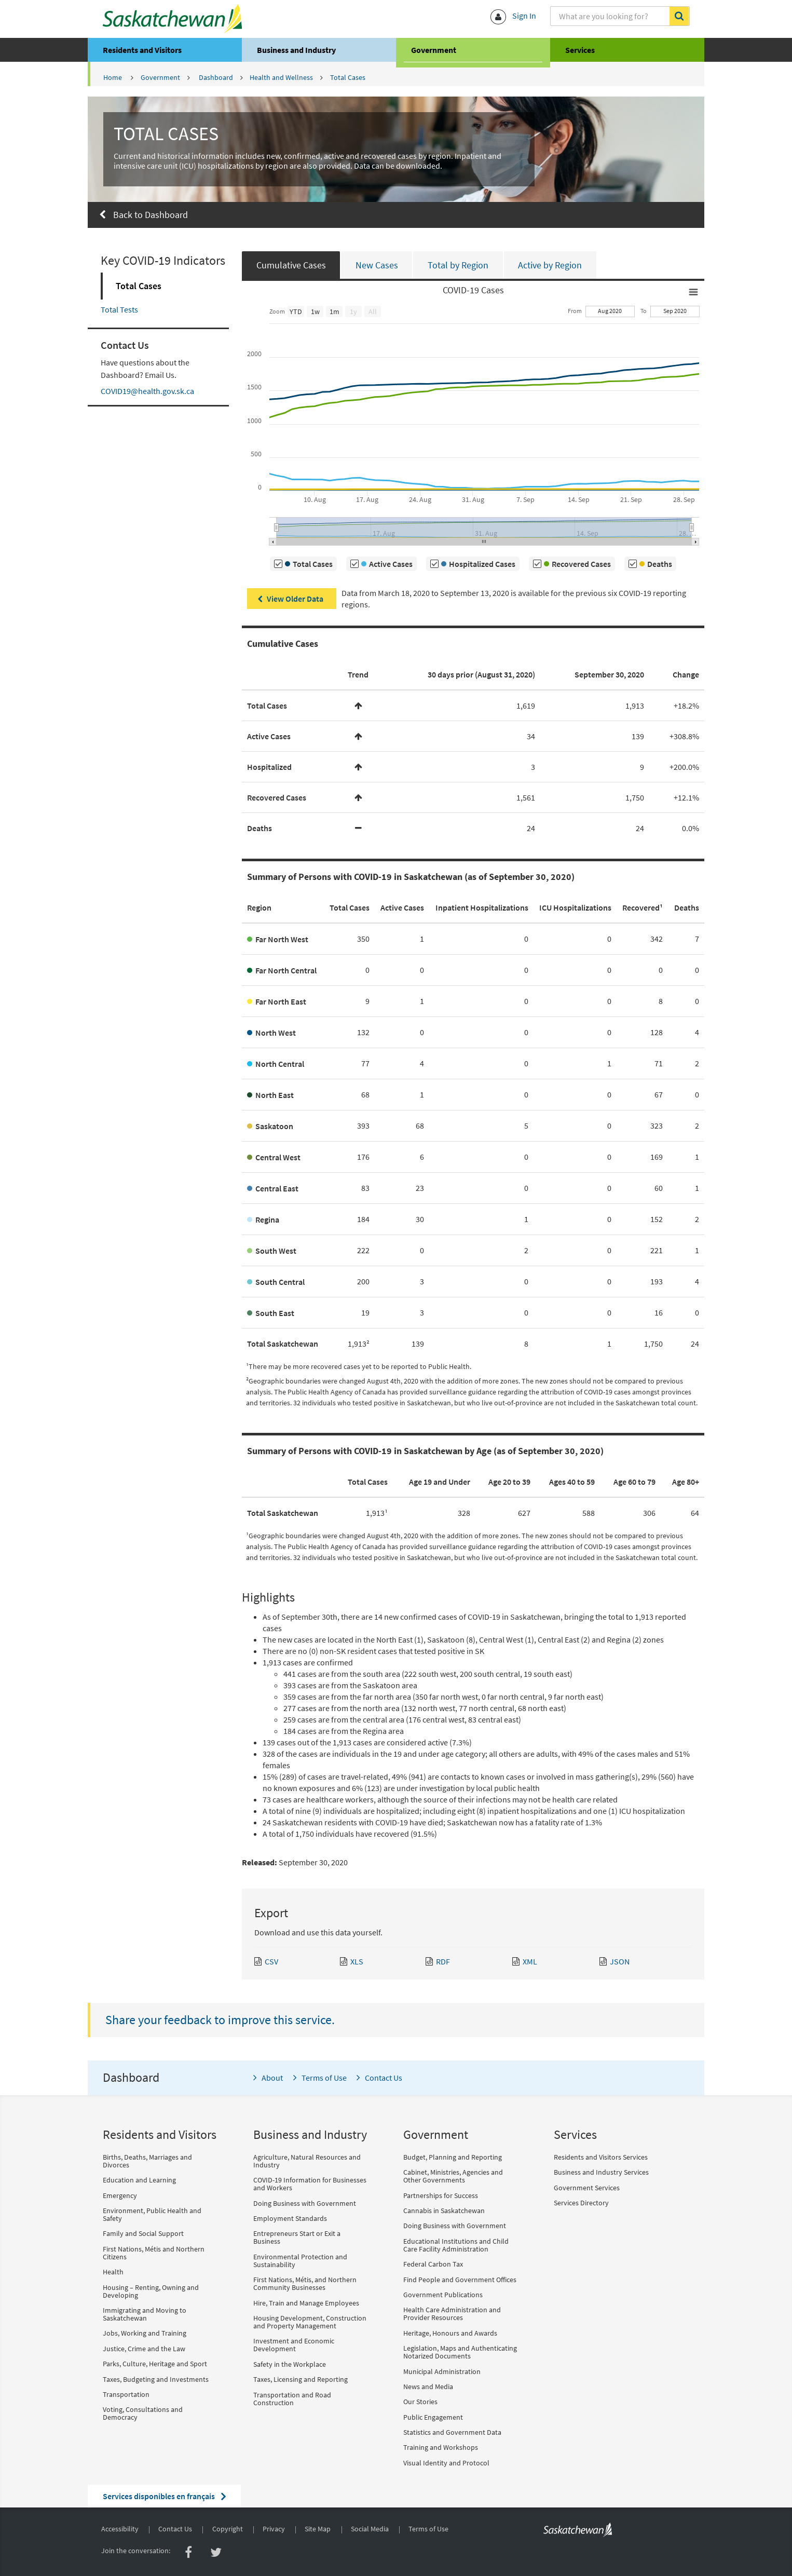 Saskatchewan
Sign In
What are you looking for?
Residents and Visitors
Business and Industry
Government
Services
Home > Government > Dashboard > Health and Wellness > Total Cases
TOTAL CASES
Current and historical information includes new, confirmed, active and recovered cases by region. Inpatient and
intensive care unit (ICU) hospitalizations by region are also provided. Data can be downloaded.
Back to Dashboard
Key COVID-19 Indicators
Total Cases
Total Tests
Contact Us
Have questions about the
Dashboard? Email Us.
COVID19@health.gov.sk.ca
Cumulative Cases
New Cases
Total by Region
Active by Region
COVID-19 Cases
Zoom YTD 1w 1m 1y All
From Aug 2020 To Sep 2020
2000
1500
1000
500
0
10. Aug 17. Aug 24. Aug 31. Aug 7. Sep 14. Sep 21. Sep 28. Sep
17. Aug 31. Aug 14. Sep 28. …
Total Cases Active Cases Hospitalized Cases Recovered Cases Deaths
View Older Data
Data from March 18, 2020 to September 13, 2020 is available for the previous six COVID-19 reporting
regions.
Cumulative Cases
Trend 30 days prior (August 31, 2020) September 30, 2020 Change
Total Cases 1,619 1,913 +18.2%
Active Cases 34 139 +308.8%
Hospitalized 3 9 +200.0%
Recovered Cases 1,561 1,750 +12.1%
Deaths 24 24 0.0%
Summary of Persons with COVID-19 in Saskatchewan (as of September 30, 2020)
Region Total Cases Active Cases Inpatient Hospitalizations ICU Hospitalizations Recovered¹ Deaths
Far North West 350 1 0 0 342 7
Far North Central 0 0 0 0 0 0
Far North East 9 1 0 0 8 0
North West 132 0 0 0 128 4
North Central 77 4 0 1 71 2
North East 68 1 0 0 67 0
Saskatoon 393 68 5 0 323 2
Central West 176 6 0 0 169 1
Central East 83 23 0 0 60 1
Regina 184 30 1 0 152 2
South West 222 0 2 0 221 1
South Central 200 3 0 0 193 4
South East 19 3 0 0 16 0
Total Saskatchewan 1,913² 139 8 1 1,750 24
¹There may be more recovered cases yet to be reported to Public Health.
²Geographic boundaries were changed August 4th, 2020 with the addition of more zones. The new zones should not be compared to previous
analysis. The Public Health Agency of Canada has provided surveillance guidance regarding the attribution of COVID-19 cases amongst provinces
and territories. 32 individuals who tested positive in Saskatchewan, but who live out-of-province are not included in the Saskatchewan total count.
Summary of Persons with COVID-19 in Saskatchewan by Age (as of September 30, 2020)
Total Cases Age 19 and Under Age 20 to 39 Ages 40 to 59 Age 60 to 79 Age 80+
Total Saskatchewan 1,913¹ 328 627 588 306 64
¹Geographic boundaries were changed August 4th, 2020 with the addition of more zones. The new zones should not be compared to previous
analysis. The Public Health Agency of Canada has provided surveillance guidance regarding the attribution of COVID-19 cases amongst provinces
and territories. 32 individuals who tested positive in Saskatchewan, but who live out-of-province are not included in the Saskatchewan total count.
Highlights
As of September 30th, there are 14 new confirmed cases of COVID-19 in Saskatchewan, bringing the total to 1,913 reported
cases
The new cases are located in the North East (1), Saskatoon (8), Central West (1), Central East (2) and Regina (2) zones
There are no (0) non-SK resident cases that tested positive in SK
1,913 cases are confirmed
441 cases are from the south area (222 south west, 200 south central, 19 south east)
393 cases are from the Saskatoon area
359 cases are from the far north area (350 far north west, 0 far north central, 9 far north east)
277 cases are from the north area (132 north west, 77 north central, 68 north east)
259 cases are from the central area (176 central west, 83 central east)
184 cases are from the Regina area
139 cases out of the 1,913 cases are considered active (7.3%)
328 of the cases are individuals in the 19 and under age category; all others are adults, with 49% of the cases males and 51%
females
15% (289) of cases are travel-related, 49% (941) are contacts to known cases or involved in mass gathering(s), 29% (560) have
no known exposures and 6% (123) are under investigation by local public health
73 cases are healthcare workers, although the source of their infections may not be health care related
A total of nine (9) individuals are hospitalized; including eight (8) inpatient hospitalizations and one (1) ICU hospitalization
24 Saskatchewan residents with COVID-19 have died; Saskatchewan now has a fatality rate of 1.3%
A total of 1,750 individuals have recovered (91.5%)
Released: September 30, 2020
Export
Download and use this data yourself.
CSV XLS RDF XML JSON
Share your feedback to improve this service.
Dashboard
About Terms of Use Contact Us
Residents and Visitors
Births, Deaths, Marriages and
Divorces
Education and Learning
Emergency
Environment, Public Health and
Safety
Family and Social Support
First Nations, Métis and Northern
Citizens
Health
Housing – Renting, Owning and
Developing
Immigrating and Moving to
Saskatchewan
Jobs, Working and Training
Justice, Crime and the Law
Parks, Culture, Heritage and Sport
Taxes, Budgeting and Investments
Transportation
Voting, Consultations and
Democracy
Business and Industry
Agriculture, Natural Resources and
Industry
COVID-19 Information for Businesses
and Workers
Doing Business with Government
Employment Standards
Entrepreneurs Start or Exit a
Business
Environmental Protection and
Sustainability
First Nations, Métis, and Northern
Community Businesses
Hire, Train and Manage Employees
Housing Development, Construction
and Property Management
Investment and Economic
Development
Safety in the Workplace
Taxes, Licensing and Reporting
Transportation and Road
Construction
Government
Budget, Planning and Reporting
Cabinet, Ministries, Agencies and
Other Governments
Partnerships for Success
Cannabis in Saskatchewan
Doing Business with Government
Educational Institutions and Child
Care Facility Administration
Federal Carbon Tax
Find People and Government Offices
Government Publications
Health Care Administration and
Provider Resources
Heritage, Honours and Awards
Legislation, Maps and Authenticating
Notarized Documents
Municipal Administration
News and Media
Our Stories
Public Engagement
Statistics and Government Data
Training and Workshops
Visual Identity and Protocol
Services
Residents and Visitors Services
Business and Industry Services
Government Services
Services Directory
Services disponibles en français
Accessibility | Contact Us | Copyright | Privacy | Site Map | Social Media | Terms of Use
Saskatchewan
Join the conversation: